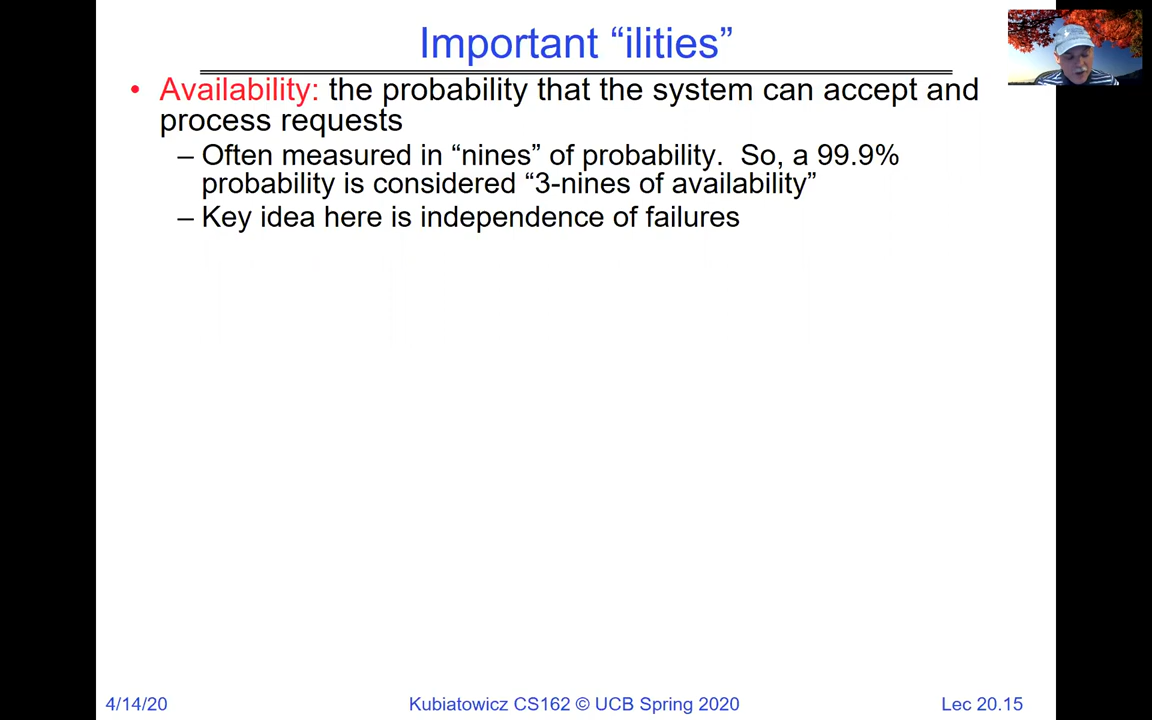 Important “ilities”
• Availability: the probability that the system can accept and
process requests
– Often measured in “nines” of probability.  So, a 99.9%
probability is considered “3-nines of availability”
– Key idea here is independence of failures
4/14/20
Kubiatowicz CS162 © UCB Spring 2020
Lec 20.15